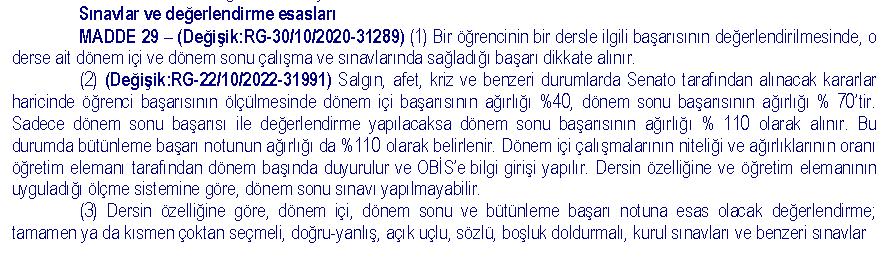 Sınavlar ve değerlendirme esasları
MADDE 29 – (Değişik:RG-30/10/2020-31289) (1) Bir öğrencinin bir dersle ilgili başarısının değerlendirilmesinde, o
derse ait dönem içi ve dönem sonu çalışma ve sınavlarında sağladığı başarı dikkate alınır.
(2) (Değişik:RG-22/10/2022-31991) Salgın, afet, kriz ve benzeri durumlarda Senato tarafından alınacak kararlar
haricinde öğrenci başarısının ölçülmesinde dönem içi başarısının ağırlığı %40, dönem sonu başarısının ağırlığı % 70’tir.
Sadece dönem sonu başarısı ile değerlendirme yapılacaksa dönem sonu başarısının ağırlığı % 110 olarak alınır. Bu
durumda bütünleme başarı notunun ağırlığı da %110 olarak belirlenir. Dönem içi çalışmalarının niteliği ve ağırlıklarının oranı
öğretim elemanı tarafından dönem başında duyurulur ve OBİS’e bilgi girişi yapılır. Dersin özelliğine ve öğretim elemanının
uyguladığı ölçme sistemine göre, dönem sonu sınavı yapılmayabilir.
(3) Dersin özelliğine göre, dönem içi, dönem sonu ve bütünleme başarı notuna esas olacak değerlendirme;
tamamen ya da kısmen çoktan seçmeli, doğru-yanlış, açık uçlu, sözlü, boşluk doldurmalı, kurul sınavları ve benzeri sınavlar